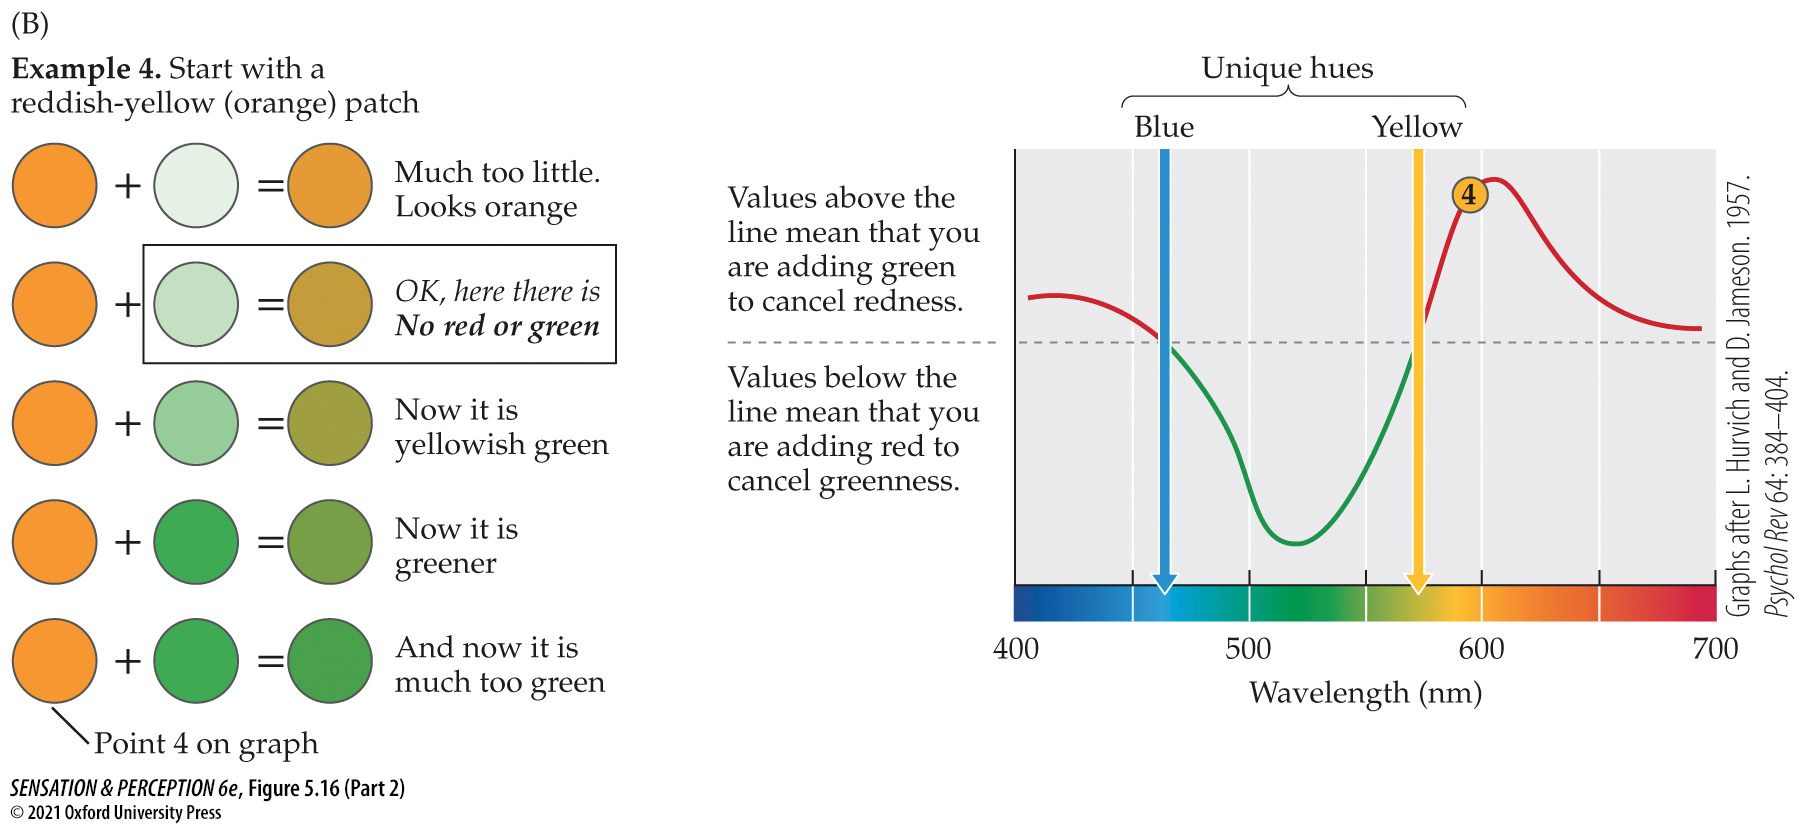 (B)
Example 4. Start with a
reddish-yellow (orange) patch
+ = Much too little.
Looks orange
+ = OK, here there is
No red or green
+ = Now it is
yellowish green
+ = Now it is
greener
+ = And now it is
much too green
Point 4 on graph
Unique hues
Blue Yellow
Values above the
line mean that you
are adding green
to cancel redness.
Values below the
line mean that you
are adding red to
cancel greenness.
4
400 500 600 700
Wavelength (nm)
Graphs after L. Hurvich and D. Jameson. 1957.
Psychol Rev 64: 384–404.
SENSATION & PERCEPTION 6e, Figure 5.16 (Part 2)
© 2021 Oxford University Press